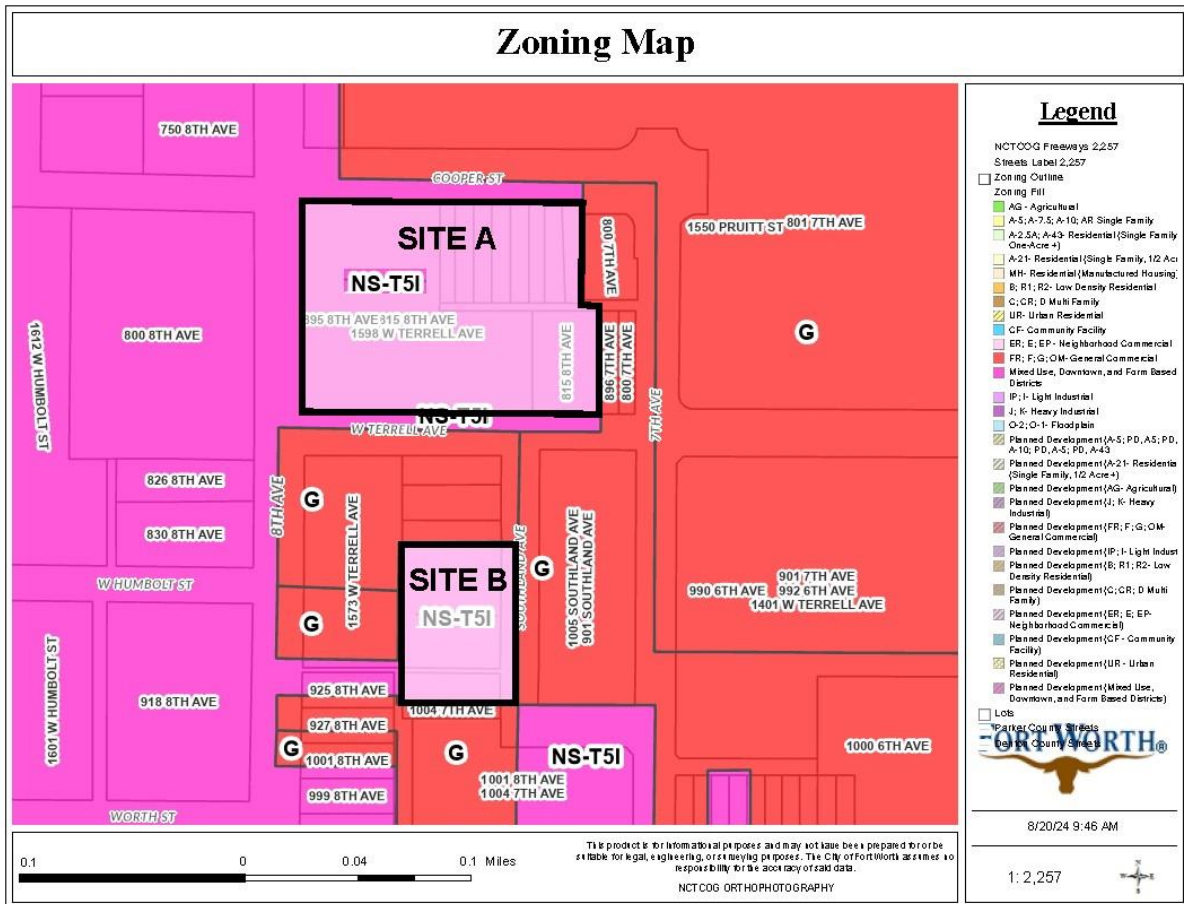 Zoning Map
750 8TH AVE
COOPER ST
SITE A
NS-T5I
895 8TH AVE 815 8TH AVE
1598 W TERRELL AVE
815 8TH AVE
800 7TH AVE
896 7TH AVE
800 7TH AVE
1550 PRUITT ST
801 7TH AVE
G
1612 W HUMBOLT ST
800 8TH AVE
NS-T5I
W TERRELL AVE
7TH AVE
826 8TH AVE
830 8TH AVE
8TH AVE
G
1573 W TERRELL AVE
SOUTHLAND AVE
G
1005 SOUTHLAND AVE
901 SOUTHLAND AVE
SITE B
NS-T5I
901 7TH AVE
990 6TH AVE 992 6TH AVE
1401 W TERRELL AVE
W HUMBOLT ST
G
1601 W HUMBOLT ST
918 8TH AVE
925 8TH AVE
927 8TH AVE
G
1001 8TH AVE
999 8TH AVE
1004 7TH AVE
G
NS-T5I
1001 8TH AVE
1004 7TH AVE
1000 6TH AVE
WORTH ST
Legend
NCTCOG Freeways 2,257
Streets Label 2,257
Zoning Outline
Zoning Fill
AG - Agricultural
A-5; A-7.5; A-10; AR Single Family
A-2.5A; A-43- Residential (Single Family
One-Acre +)
A-21- Residential (Single Family, 1/2 Acr
MH- Residential (Manufactured Housing
B; R1; R2- Low Density Residential
C; CR; D Multi Family
UR- Urban Residential
CF- Community Facility
ER; E; EP- Neighborhood Commercial
FR; F; G; OM- General Commercial
Mixed Use, Downtown, and Form Based
Districts
IP; I- Light Industrial
J; K- Heavy Industrial
O-2; O-1- Floodplain
Planned Development (A-5; PD, A5; PD,
A-10; PD, A-5; PD, A-43
Planned Development (A-21- Residentia
(Single Family, 1/2 Acre+)
Planned Development (AG- Agricultural)
Planned Development (J; K- Heavy
Industrial)
Planned Development (FR; F; G; OM-
General Commercial)
Planned Development (IP; I- Light Indust
Planned Development (B; R1; R2- Low
Density Residential)
Planned Development (C; CR; D Multi
Family)
Planned Development (ER; E; EP-
Neighborhood Commercial)
Planned Development (CF - Community
Facility)
Planned Development (UR - Urban
Residential)
Planned Development (Mixed Use,
Downtown, and Form Based Districts)
Lots
Parker County Streets
Denton County Streets
FORT WORTH®
8/20/24 9:46 AM
1: 2,257
0.1 0 0.04 0.1 Miles
This product is for informational purposes and may not have been prepared for or be
suitable for legal, engineering, or surveying purposes. The City of Fort Worth assumes no
responsibility for the accuracy of said data.
NCTCOG ORTHOPHOTOGRAPHY